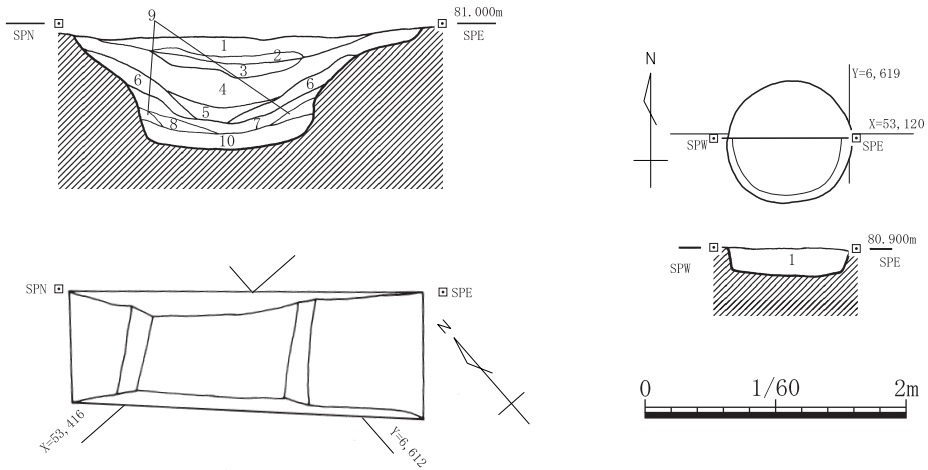 9
81.000m
SPN
SPE
1
2
3
6
4
6
5
8
7
10
SPN
SPE
N
X=53,416
Y=6,612
N
Y=6,619
X=53,120
SPW
SPE
80.900m
SPW
1
SPE
0
1/60
2m